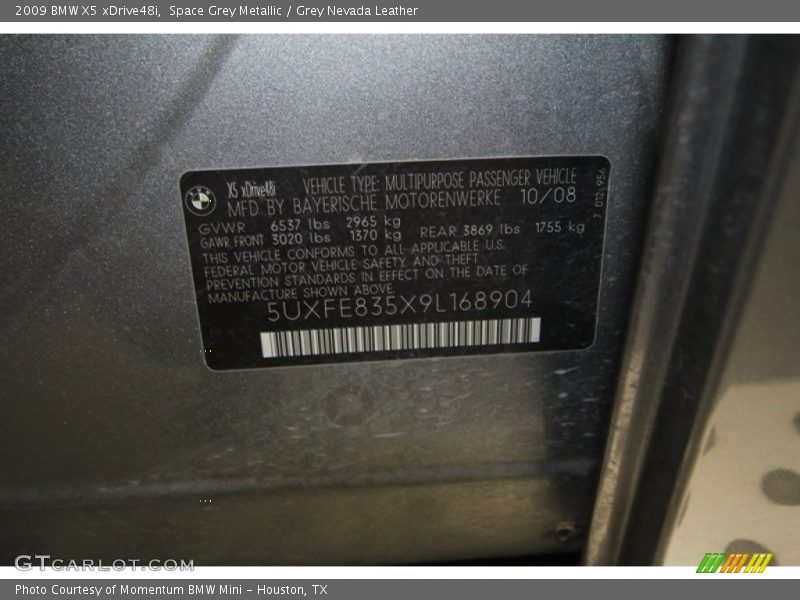 2009 BMW X5 xDrive48i, Space Grey Metallic / Grey Nevada Leather
X5 xDrive48i VEHICLE TYPE: MULTIPURPOSE PASSENGER VEHICLE
MFD BY BAYERISCHE MOTORENWERKE 10/08
GVWR 6537 lbs 2965 kg
GAWR FRONT 3020 lbs 1370 kg REAR 3869 lbs 1755 kg
THIS VEHICLE CONFORMS TO ALL APPLICABLE U.S.
FEDERAL MOTOR VEHICLE SAFETY AND THEFT
PREVENTION STANDARDS IN EFFECT ON THE DATE OF
MANUFACTURE SHOWN ABOVE.
5UXFE835X9L168904
7 012 956
GTCARLOT.COM
Photo Courtesy of Momentum BMW Mini - Houston, TX